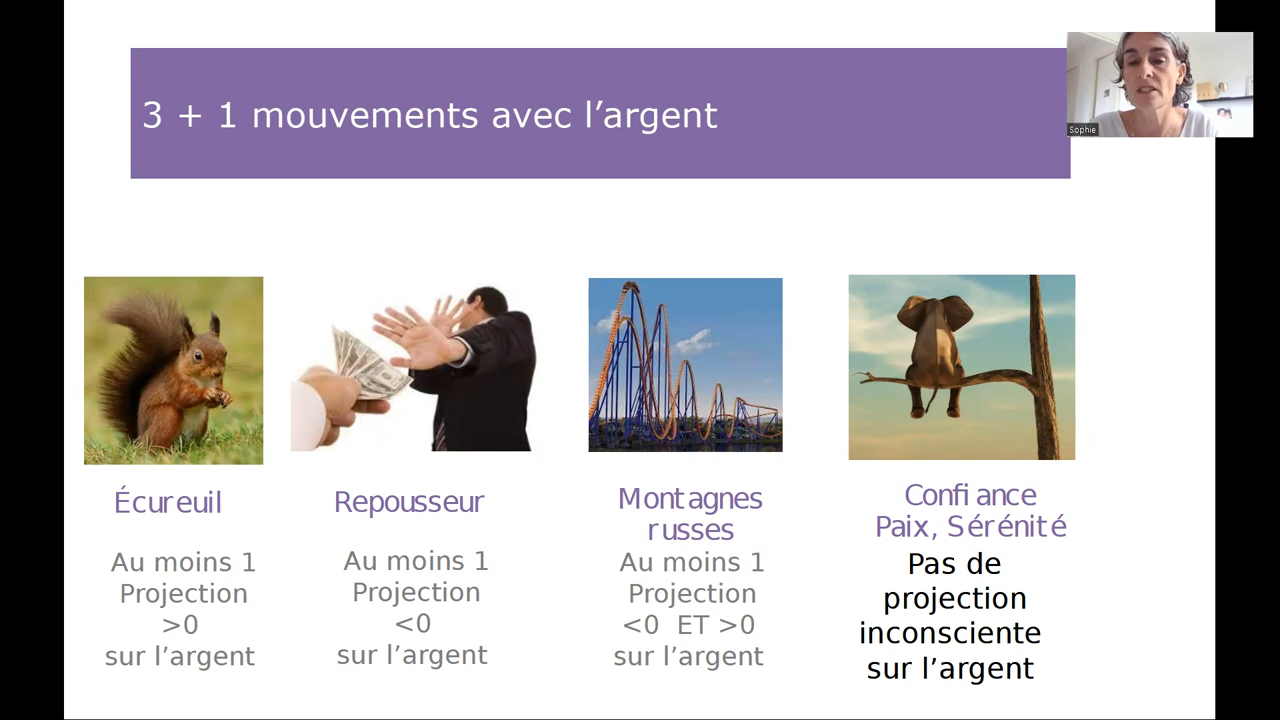 3 + 1 mouvements avec l’argent
Sophie
Écureuil
Au moins 1
Projection
>0
sur l’argent
Repousseur
Au moins 1
Projection
<0
sur l’argent
Montagnes
russes
Au moins 1
Projection
<0 ET >0
sur l’argent
Confiance
Paix, Sérénité
Pas de
projection
inconsciente
sur l’argent